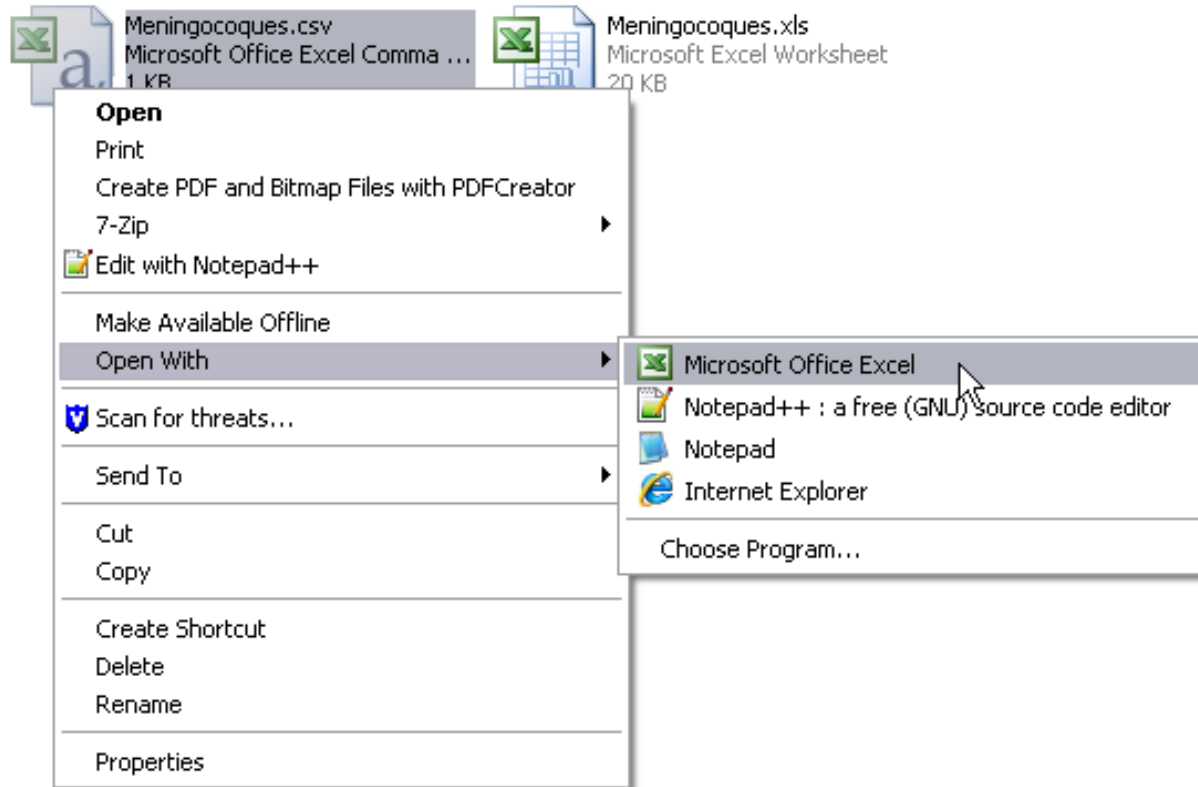 Meningocoques.csv
Microsoft Office Excel Comma ...
1 KB
Meningocoques.xls
Microsoft Excel Worksheet
20 KB
Open
Print
Create PDF and Bitmap Files with PDFCreator
7-Zip
Edit with Notepad++
Make Available Offline
Open With
Scan for threats...
Send To
Cut
Copy
Create Shortcut
Delete
Rename
Properties
Microsoft Office Excel
Notepad++ : a free (GNU) source code editor
Notepad
Internet Explorer
Choose Program...